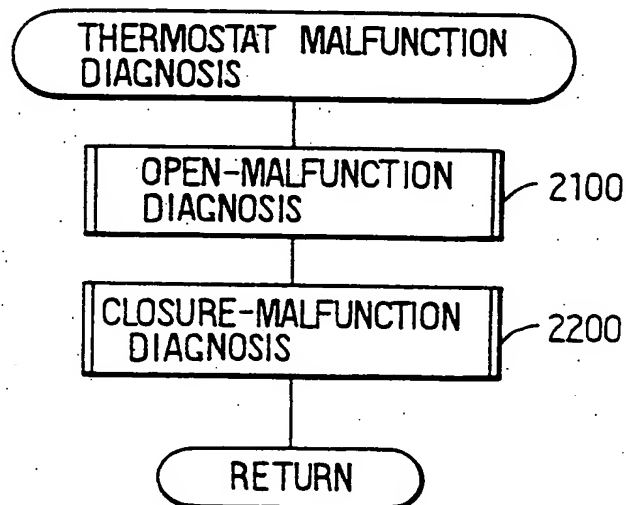 THERMOSTAT MALFUNCTION
DIAGNOSIS
OPEN-MALFUNCTION
DIAGNOSIS
2100
CLOSURE-MALFUNCTION
DIAGNOSIS
2200
RETURN